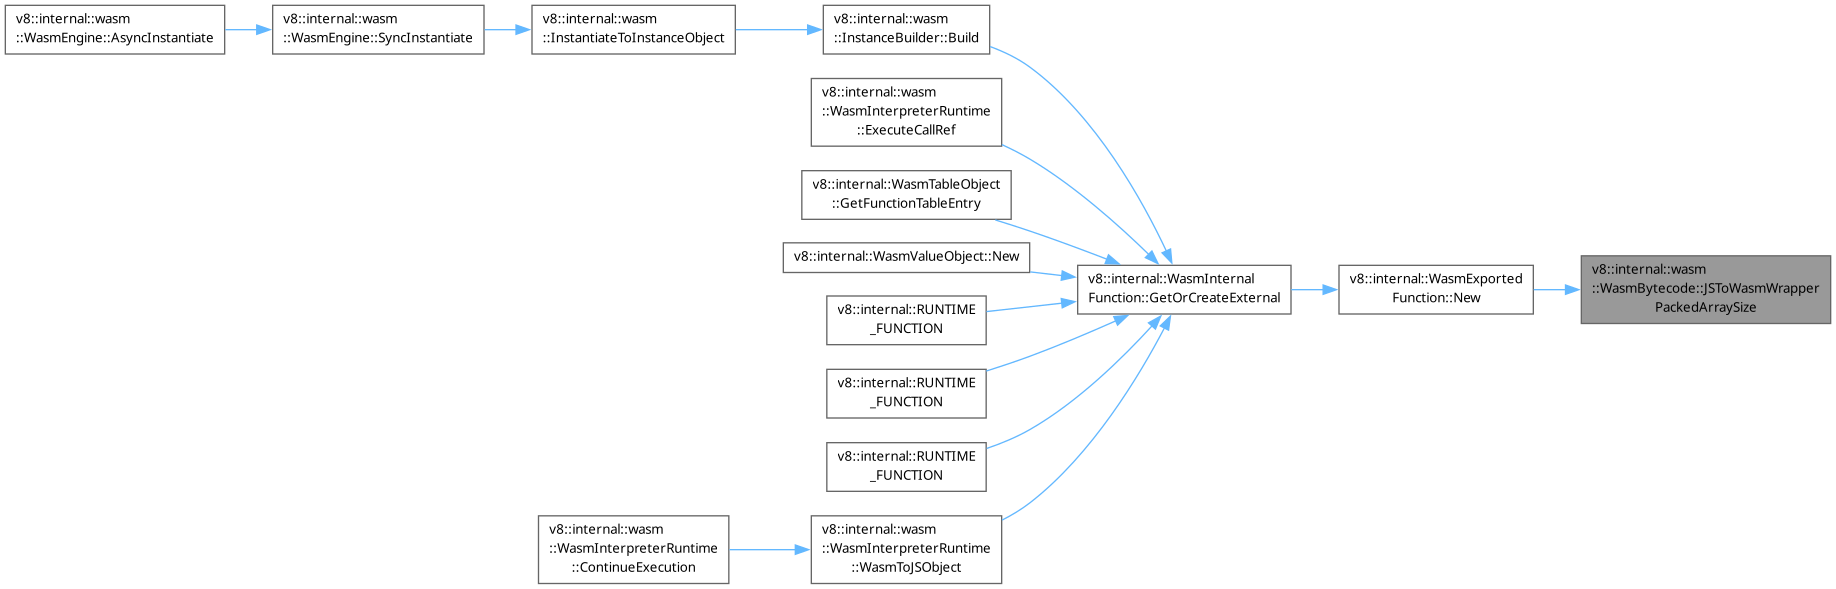 v8::internal::wasm
::WasmEngine::AsyncInstantiate
v8::internal::wasm
::WasmEngine::SyncInstantiate
v8::internal::wasm
::InstantiateToInstanceObject
v8::internal::wasm
::InstanceBuilder::Build
v8::internal::wasm
::WasmInterpreterRuntime
::ExecuteCallRef
v8::internal::WasmTableObject
::GetFunctionTableEntry
v8::internal::WasmValueObject::New
v8::internal::RUNTIME
_FUNCTION
v8::internal::RUNTIME
_FUNCTION
v8::internal::RUNTIME
_FUNCTION
v8::internal::wasm
::WasmInterpreterRuntime
::ContinueExecution
v8::internal::wasm
::WasmInterpreterRuntime
::WasmToJSObject
v8::internal::WasmInternal
Function::GetOrCreateExternal
v8::internal::WasmExported
Function::New
v8::internal::wasm
::WasmBytecode::JSToWasmWrapper
PackedArraySize